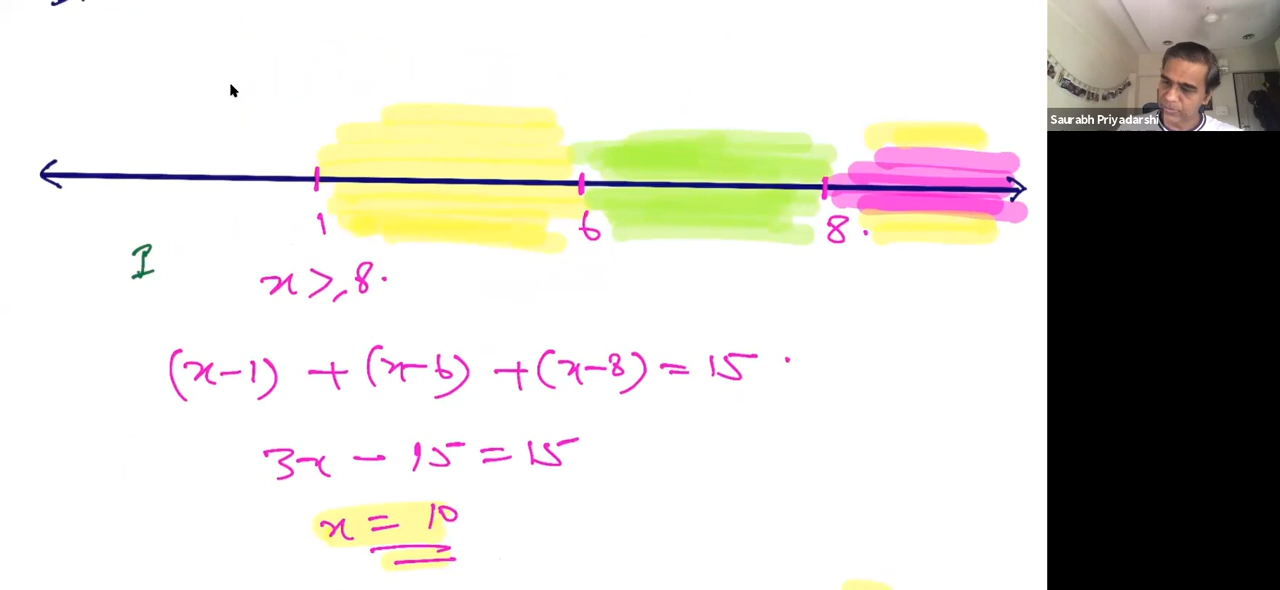 Saurabh Priyadarshi
1 6 8.
I
x ≥ 8.
(x-1) + (x-6) + (x-8) = 15.
3x - 15 = 15
x = 10